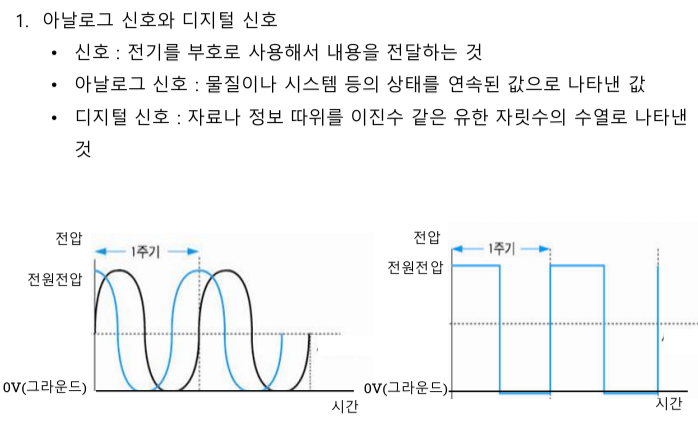 1. 아날로그 신호와 디지털 신호
• 신호 : 전기를 부호로 사용해서 내용을 전달하는 것
• 아날로그 신호 : 물질이나 시스템 등의 상태를 연속된 값으로 나타낸 값
• 디지털 신호 : 자료나 정보 따위를 이진수 같은 유한 자릿수의 수열로 나타낸
것
전압
1주기
전원전압
0V(그라운드)
시간
전압
1주기
전원전압
0V(그라운드)
시간